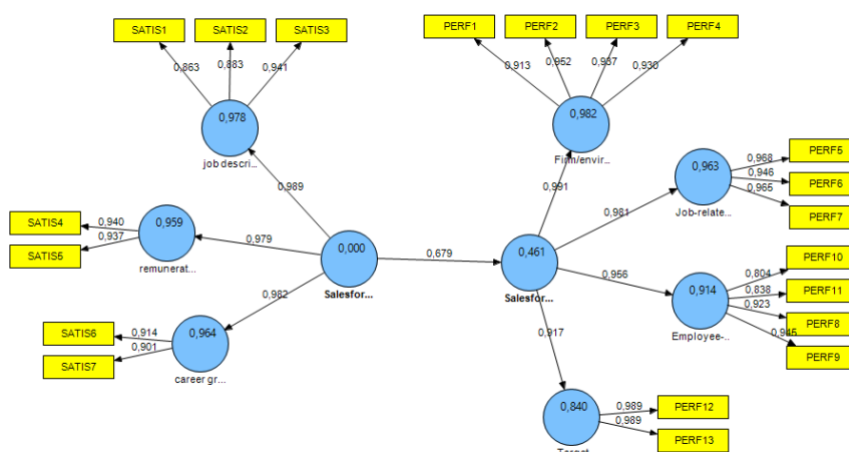 SATIS1
SATIS2
SATIS3
0,863
0,883
0,941
0,978
job descri...
0,989
SATIS4
SATIS5
0,940
0,937
0,959
remunerat...
0,979
SATIS6
SATIS7
0,914
0,901
0,964
career gr...
0,982
0,000
Salesfor...
0,679
0,461
Salesfor...
PERF1
PERF2
PERF3
PERF4
0,913
0,952
0,937
0,930
0,982
Firm/envir...
0,991
PERF5
PERF6
PERF7
0,968
0,946
0,965
0,963
Job-relate...
0,981
PERF10
PERF11
PERF8
PERF9
0,804
0,838
0,923
0,945
0,914
Employee-...
0,956
0,917
0,840
PERF12
PERF13
0,989
0,989